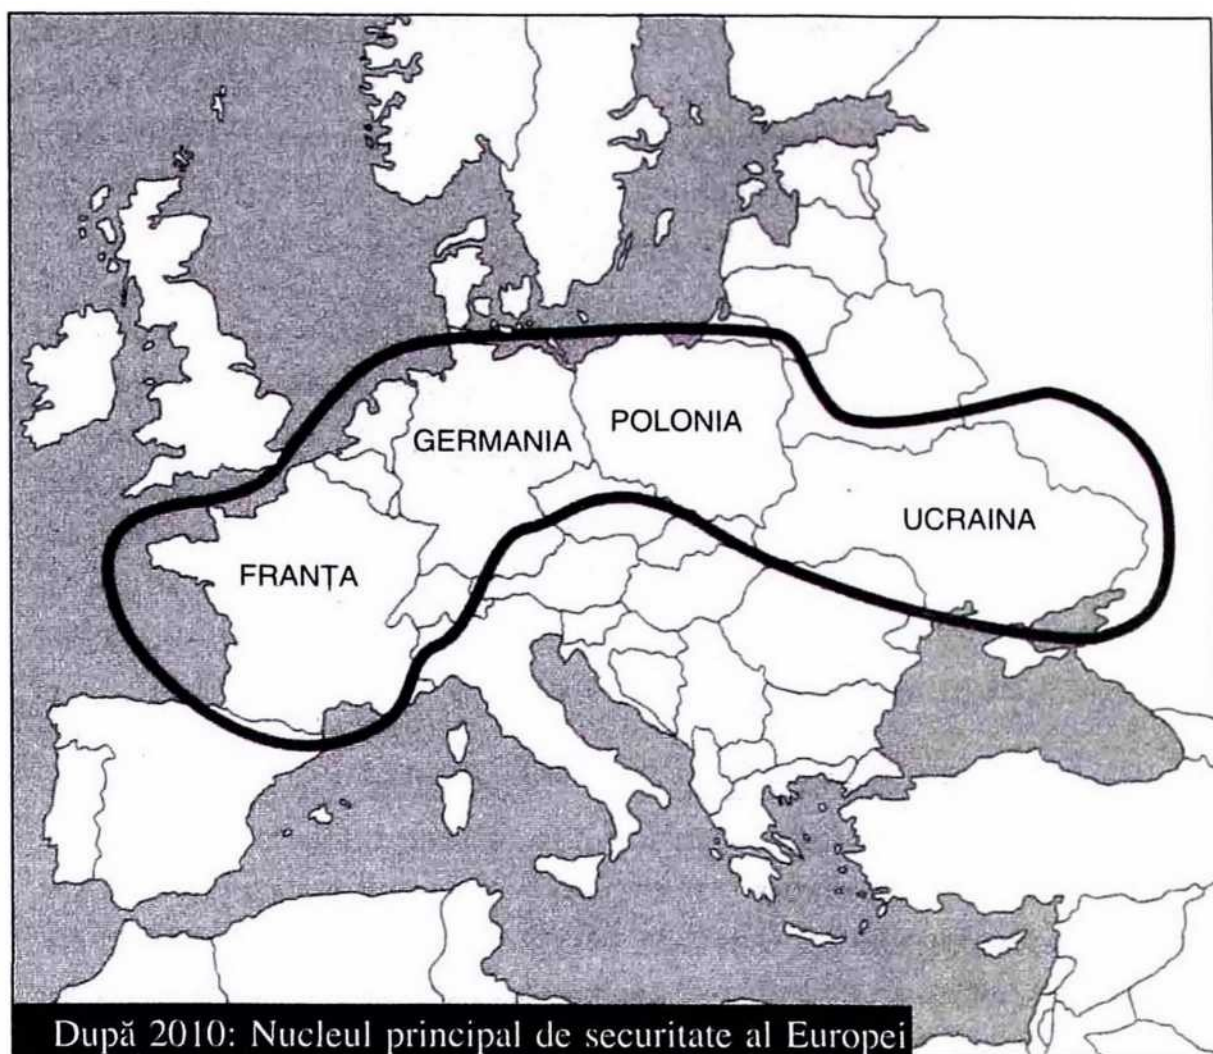 POLONIA
GERMANIA
UCRAINA
FRANȚA
După 2010: Nucleul principal de securitate al Europei